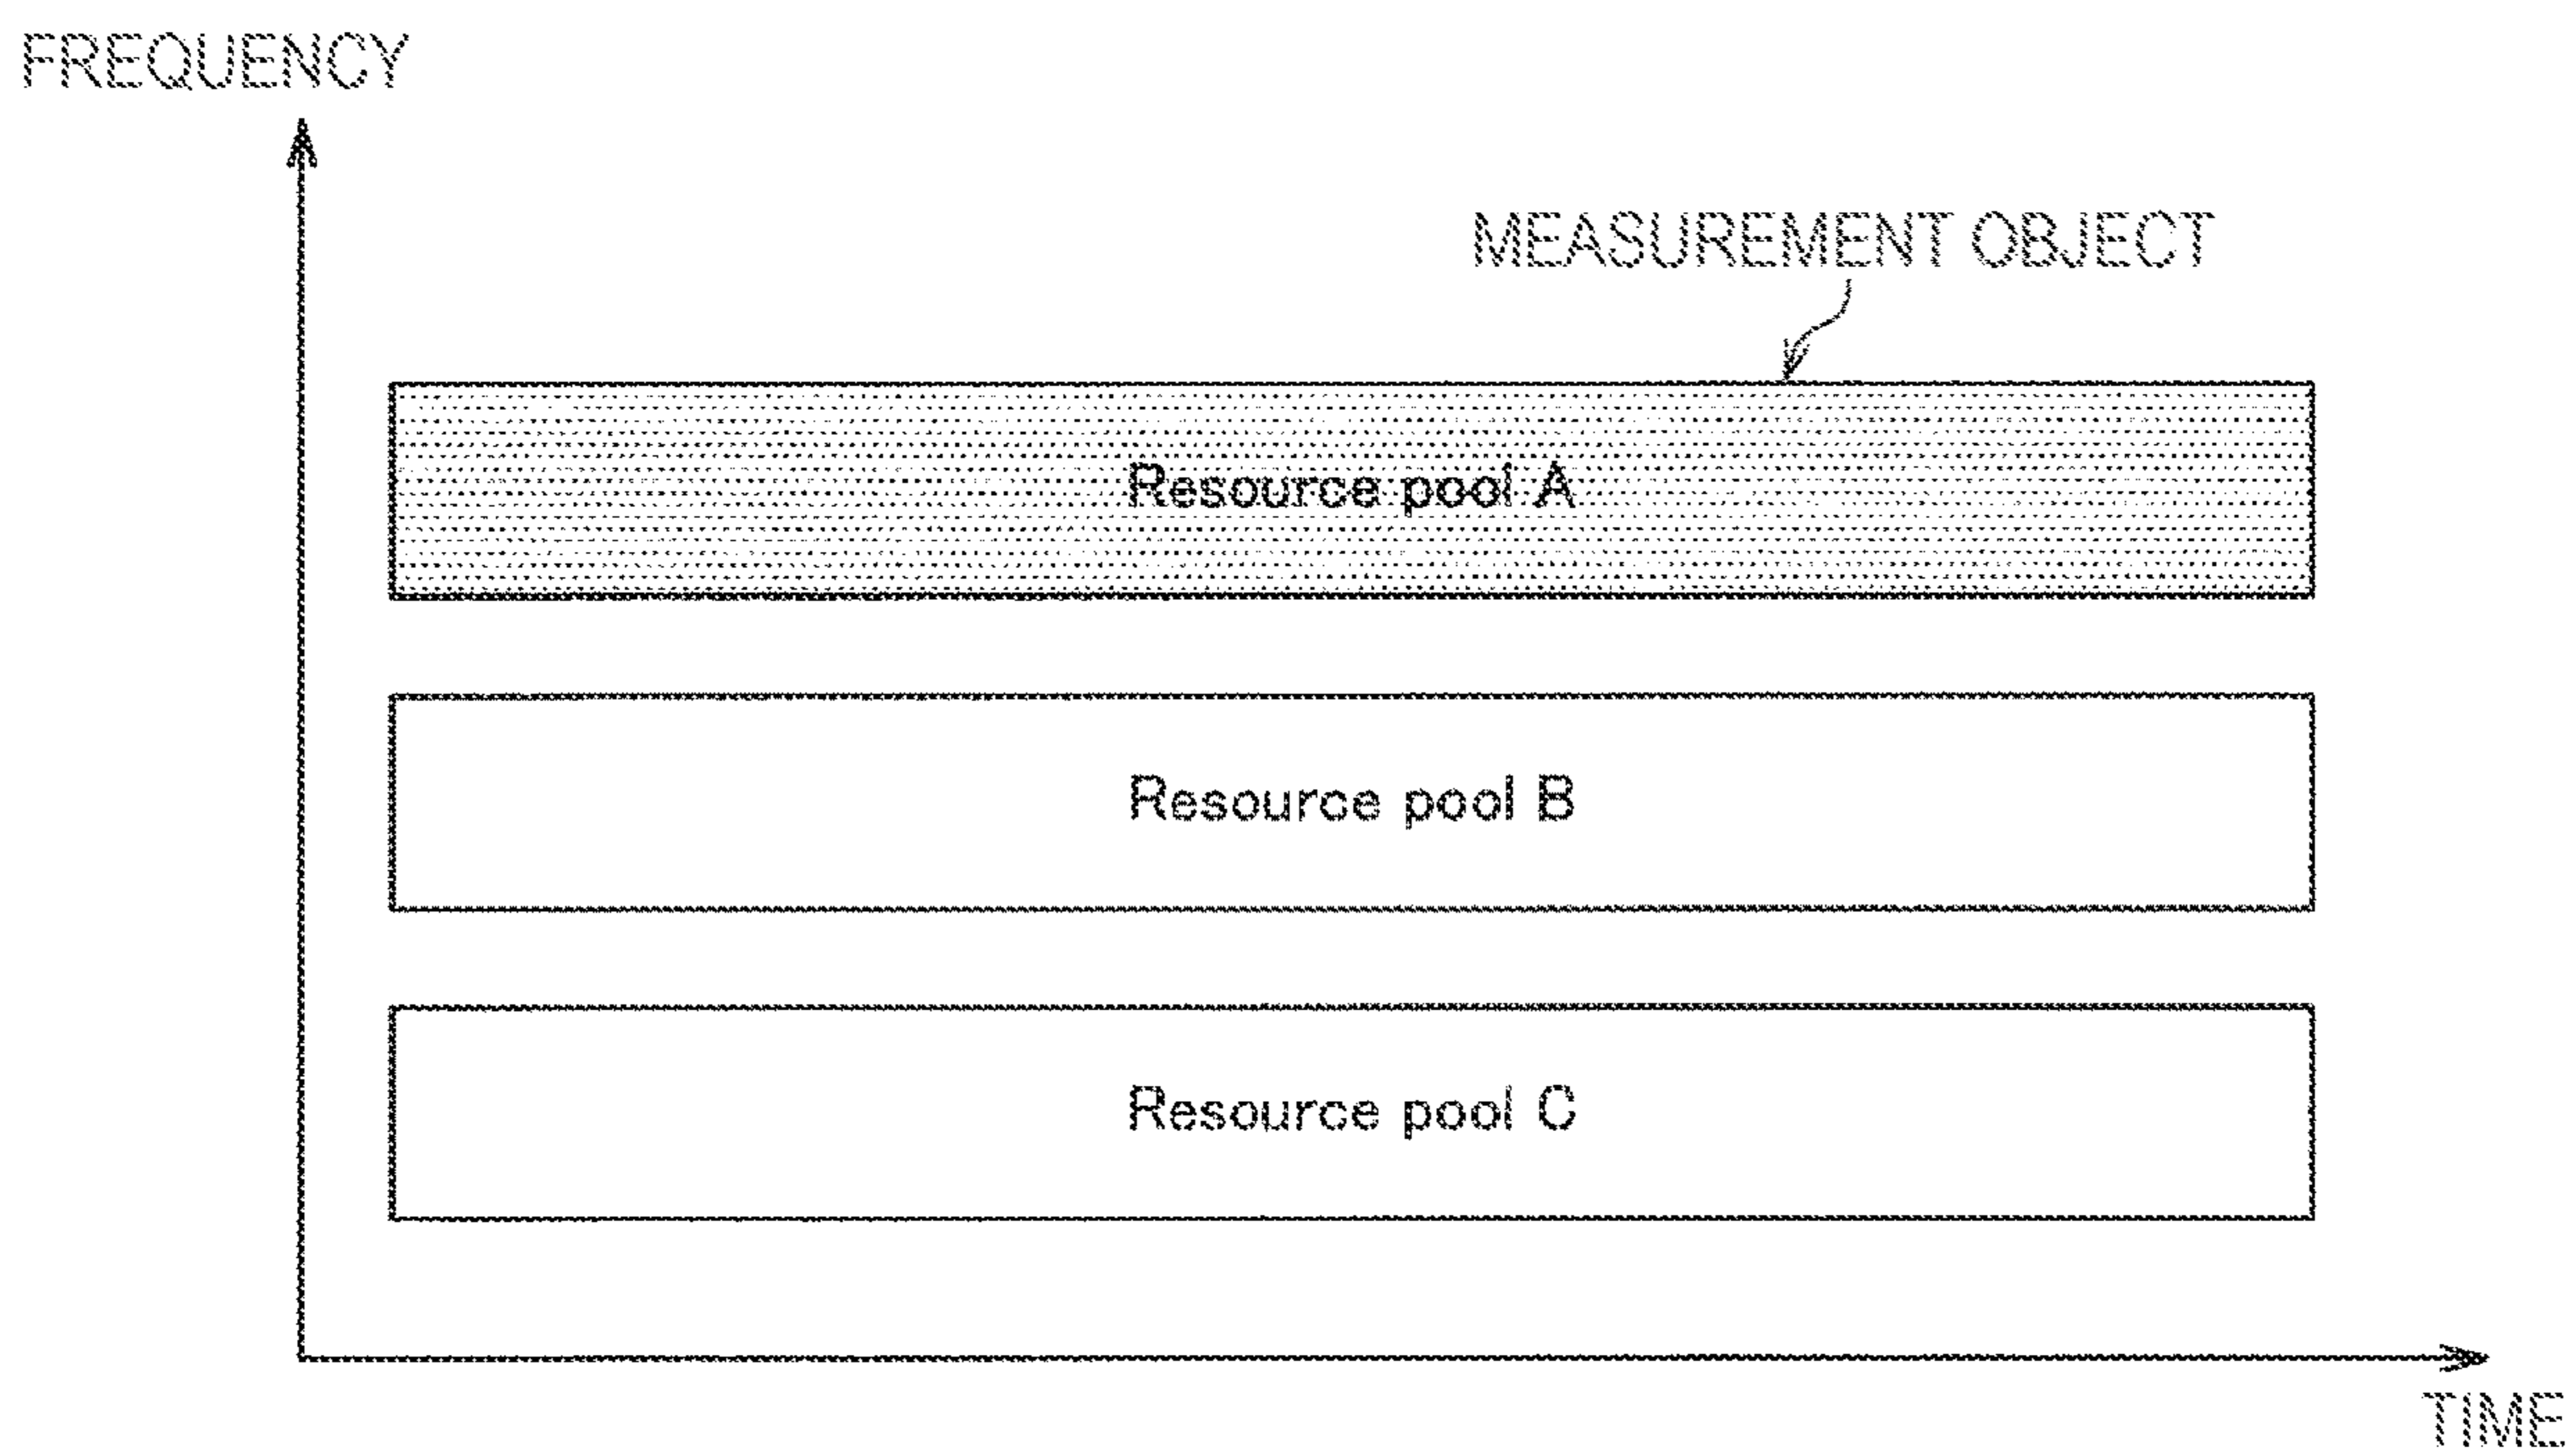 FREQUENCY
MEASUREMENT OBJECT
Resource pool A
Resource pool B
Resource pool C
TIME